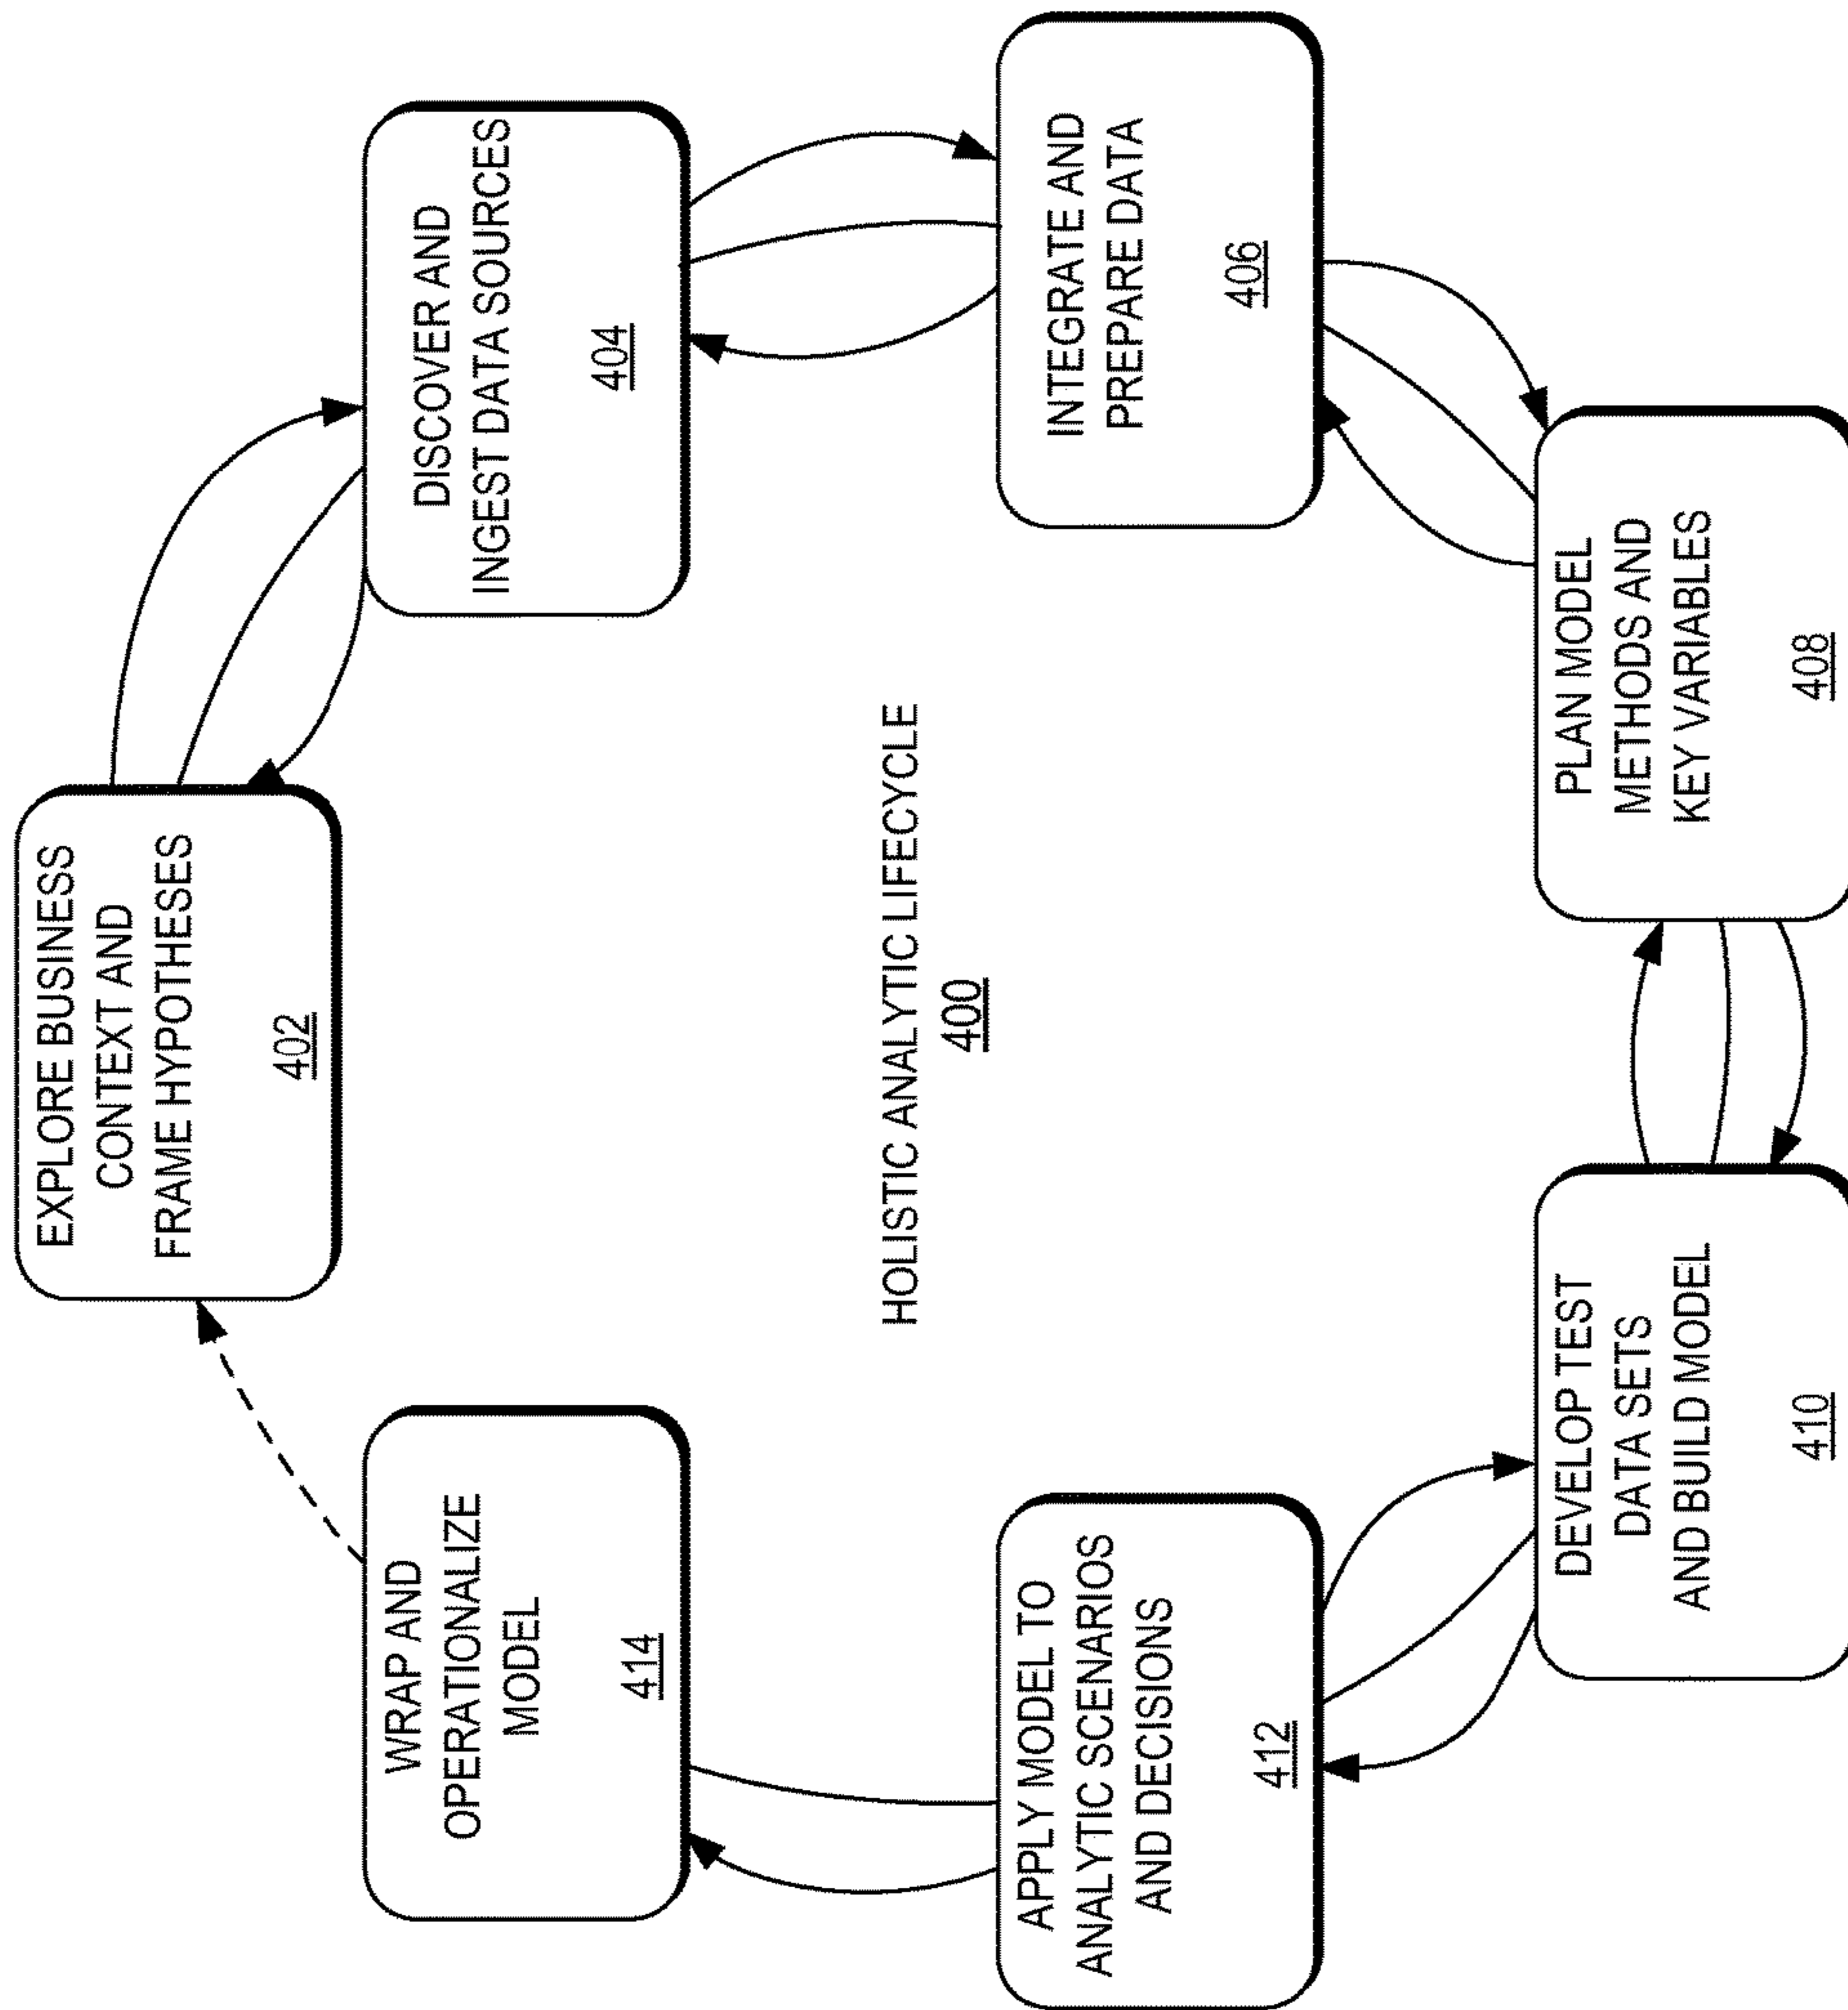 EXPLORE BUSINESS
CONTEXT AND
FRAME HYPOTHESES
402
DISCOVER AND
INGEST DATA SOURCES
404
INTEGRATE AND
PREPARE DATA
406
PLAN MODEL
METHODS AND
KEY VARIABLES
408
DEVELOP TEST
DATA SETS
AND BUILD MODEL
410
APPLY MODEL TO
ANALYTIC SCENARIOS
AND DECISIONS
412
WRAP AND
OPERATIONALIZE
MODEL
414
HOLISTIC ANALYTIC LIFECYCLE
400